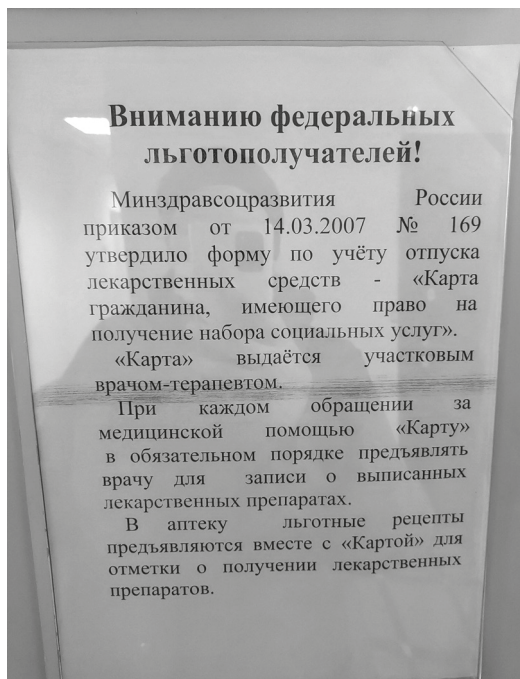 Вниманию федеральных
льготополучателей!
Минздравсоцразвития России
приказом от 14.03.2007 № 169
утвердило форму по учёту отпуска
лекарственных средств - «Карта
гражданина, имеющего право на
получение набора социальных услуг».
«Карта» выдаётся участковым
врачом-терапевтом.
При каждом обращении за
медицинской помощью «Карту»
в обязательном порядке предъявлять
врачу для записи о выписанных
лекарственных препаратах.
В аптеку льготные рецепты
предъявляются вместе с «Картой» для
отметки о получении лекарственных
препаратов.